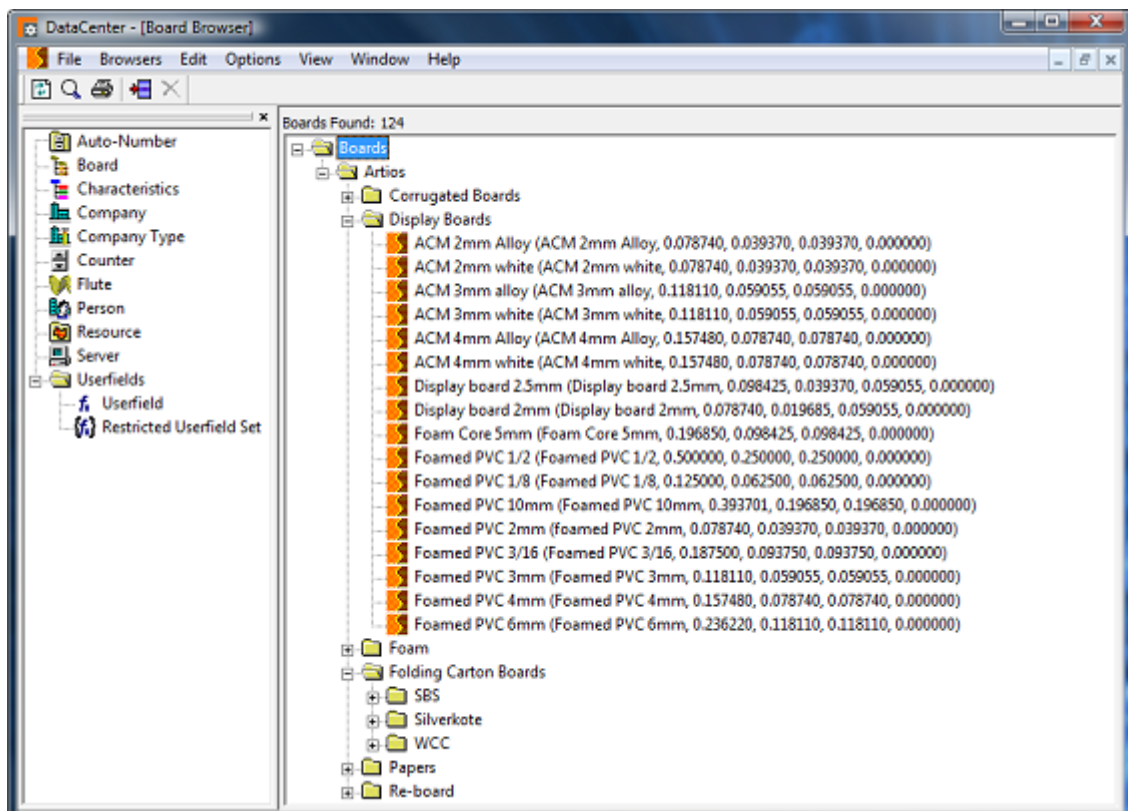 DataCenter - [Board Browser]
File Browsers Edit Options View Window Help
Boards Found: 124
Auto-Number
Board
Characteristics
Company
Company Type
Counter
Flute
Person
Resource
Server
Userfields
Userfield
Restricted Userfield Set
Boards
Artios
Corrugated Boards
Display Boards
ACM 2mm Alloy (ACM 2mm Alloy, 0.078740, 0.039370, 0.039370, 0.000000)
ACM 2mm white (ACM 2mm white, 0.078740, 0.039370, 0.039370, 0.000000)
ACM 3mm alloy (ACM 3mm alloy, 0.118110, 0.059055, 0.059055, 0.000000)
ACM 3mm white (ACM 3mm white, 0.118110, 0.059055, 0.059055, 0.000000)
ACM 4mm Alloy (ACM 4mm Alloy, 0.157480, 0.078740, 0.078740, 0.000000)
ACM 4mm white (ACM 4mm white, 0.157480, 0.078740, 0.078740, 0.000000)
Display board 2.5mm (Display board 2.5mm, 0.098425, 0.039370, 0.059055, 0.000000)
Display board 2mm (Display board 2mm, 0.078740, 0.019685, 0.059055, 0.000000)
Foam Core 5mm (Foam Core 5mm, 0.196850, 0.098425, 0.098425, 0.000000)
Foamed PVC 1/2 (Foamed PVC 1/2, 0.500000, 0.250000, 0.250000, 0.000000)
Foamed PVC 1/8 (Foamed PVC 1/8, 0.125000, 0.062500, 0.062500, 0.000000)
Foamed PVC 10mm (Foamed PVC 10mm, 0.393701, 0.196850, 0.196850, 0.000000)
Foamed PVC 2mm (foamed PVC 2mm, 0.078740, 0.039370, 0.039370, 0.000000)
Foamed PVC 3/16 (Foamed PVC 3/16, 0.187500, 0.093750, 0.093750, 0.000000)
Foamed PVC 3mm (Foamed PVC 3mm, 0.118110, 0.059055, 0.059055, 0.000000)
Foamed PVC 4mm (Foamed PVC 4mm, 0.157480, 0.078740, 0.078740, 0.000000)
Foamed PVC 6mm (Foamed PVC 6mm, 0.236220, 0.118110, 0.118110, 0.000000)
Foam
Folding Carton Boards
SBS
Silverkote
WCC
Papers
Re-board